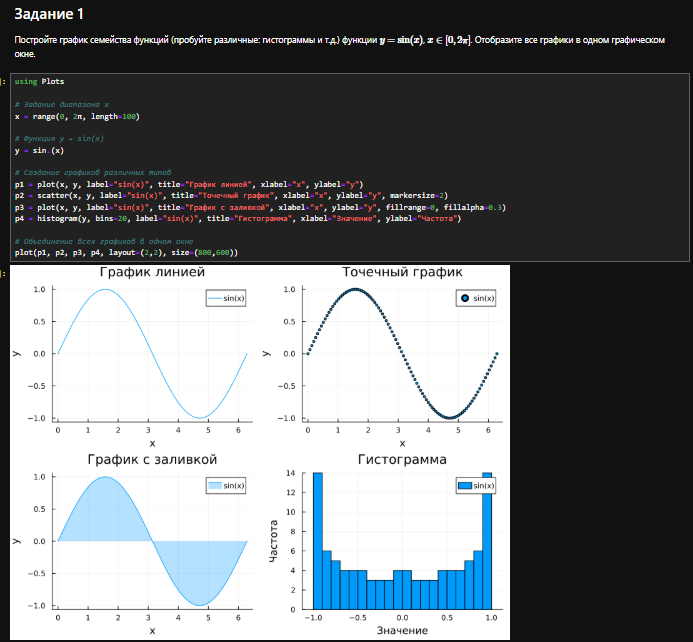 Задание 1
Постройте график семейства функций (пробуйте различные: гистограммы и т.д.) функции y = sin(x), x ∈ [0, 2π]. Отобразите все графики в одном графическом
окне.
]:
using Plots
# Задание диапазона x
x = range(0, 2π, length=100)
# Функция y = sin(x)
y = sin.(x)
# Создание графиков различных типов
p1 = plot(x, y, label="sin(x)", title="График линией", xlabel="x", ylabel="y")
p2 = scatter(x, y, label="sin(x)", title="Точечный график", xlabel="x", ylabel="y", markersize=2)
p3 = plot(x, y, label="sin(x)", title="График с заливкой", xlabel="x", ylabel="y", fillrange=0, fillalpha=0.3)
p4 = histogram(y, bins=20, label="sin(x)", title="Гистограмма", xlabel="Значение", ylabel="Частота")
# Объединение всех графиков в одном окне
plot(p1, p2, p3, p4, layout=(2,2), size=(800,600))
]:
График линией
sin(x)
1.0
0.5
0.0
−0.5
−1.0
y
0 1 2 3 4 5 6
x
Точечный график
sin(x)
1.0
0.5
0.0
−0.5
−1.0
y
0 1 2 3 4 5 6
x
График с заливкой
sin(x)
1.0
0.5
0.0
−0.5
−1.0
y
0 1 2 3 4 5 6
x
Гистограмма
sin(x)
14
12
10
8
6
4
2
0
Частота
−1.0 −0.5 0.0 0.5 1.0
Значение